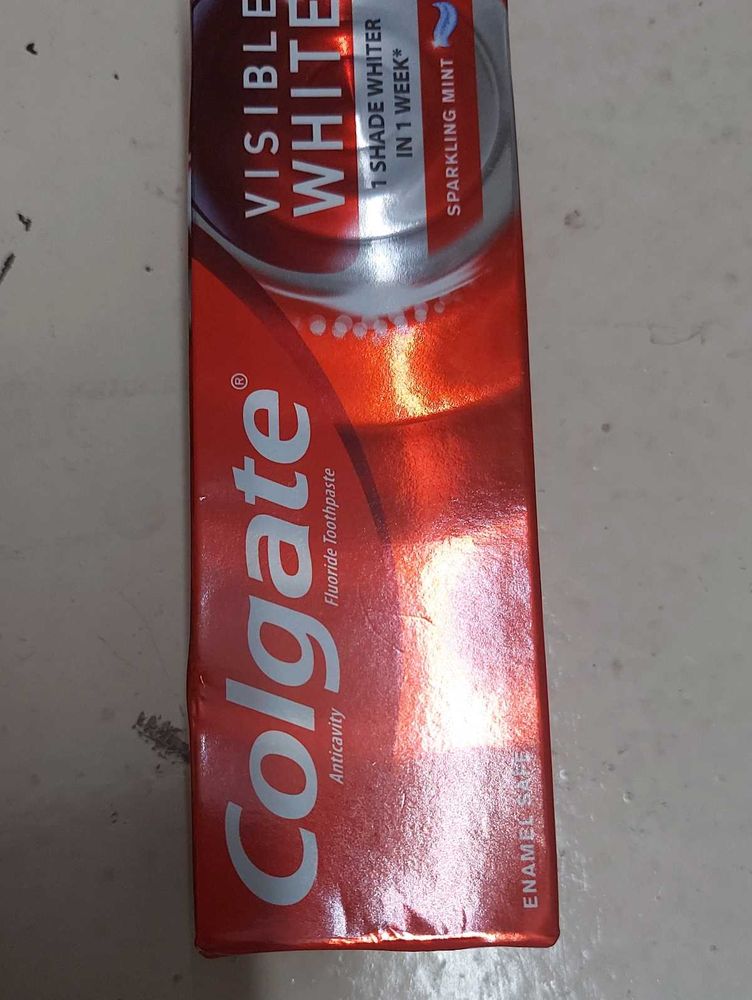 Colgate®
Anticavity Fluoride Toothpaste
VISIBLE
WHITE
1 SHADE WHITER
IN 1 WEEK*
SPARKLING MINT
ENAMEL SAFE